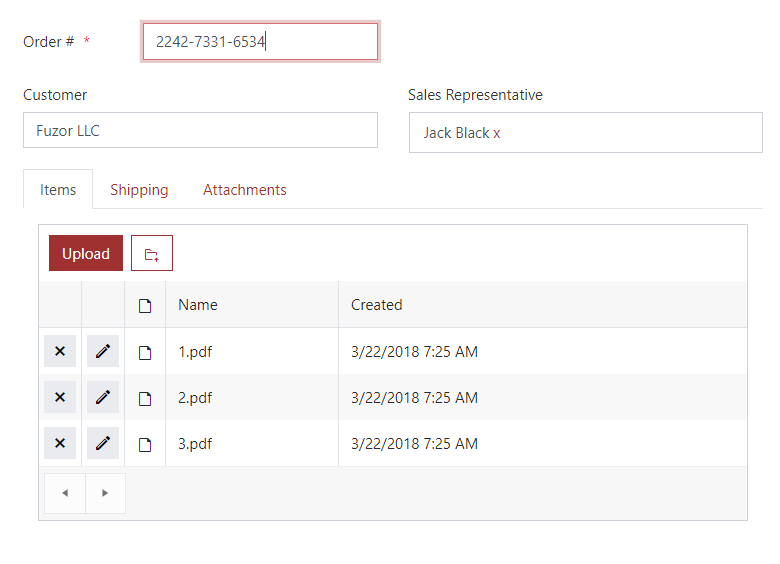 Order # * 2242-7331-6534
Customer Sales Representative
Fuzor LLC Jack Black x
Items Shipping Attachments
Upload
Name Created
1.pdf 3/22/2018 7:25 AM
2.pdf 3/22/2018 7:25 AM
3.pdf 3/22/2018 7:25 AM